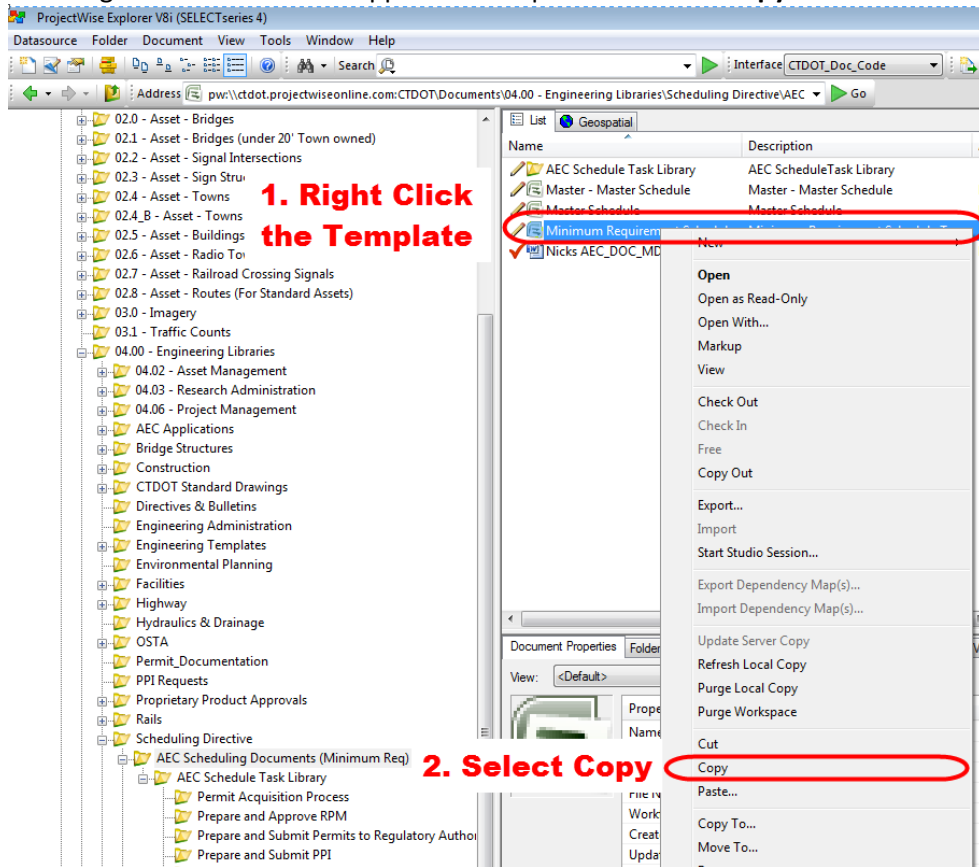 ProjectWise Explorer V8i (SELECTseries 4)
Datasource Folder Document View Tools Window Help
Search Interface CTDOT_Doc_Code
Address pw:\\ctdot.projectwiseonline.com:CTDOT\Documents\04.00 - Engineering Libraries\Scheduling Directive\AEC Go
02.0 - Asset - Bridges
02.1 - Asset - Bridges (under 20' Town owned)
02.2 - Asset - Signal Intersections
02.3 - Asset - Sign
02.4 - Asset - Towns
02.4_B - Asset - Towns
02.5 - Asset - Buildings
02.6 - Asset - Radio
02.7 - Asset - Railroad Crossing Signals
02.8 - Asset - Routes (For Standard Assets)
03.0 - Imagery
03.1 - Traffic Counts
04.00 - Engineering Libraries
04.02 - Asset Management
04.03 - Research Administration
04.06 - Project Management
AEC Applications
Bridge Structures
Construction
CTDOT Standard Drawings
Directives & Bulletins
Engineering Administration
Engineering Templates
Environmental Planning
Facilities
Highway
Hydraulics & Drainage
OSTA
Permit_Documentation
PPI Requests
Proprietary Product Approvals
Rails
Scheduling Directive
AEC Scheduling Documents (Minimum Req)
AEC Schedule Task Library
Permit Acquisition Process
Prepare and Approve RPM
Prepare and Submit Permits to Regulatory Author
Prepare and Submit PPI
1. Right Click
the Template
List Geospatial
Name Description
AEC Schedule Task Library AEC ScheduleTask Library
Master - Master Schedule Master - Master Schedule
Master Schedule Master Schedule
Minimum Requirement Schedule Minimum Requirement Schedule
Nicks AEC_DOC_MD
New
Open
Open as Read-Only
Open With...
Markup
View
Check Out
Check In
Free
Copy Out
Export...
Import
Start Studio Session...
Export Dependency Map(s)...
Import Dependency Map(s)...
Update Server Copy
Refresh Local Copy
Purge Local Copy
Purge Workspace
Cut
Copy
Paste...
Copy To...
Move To...
Document Properties Folder
View: <Default>
Prope
Name
2. Select Copy
File N
Work
Creat
Updat